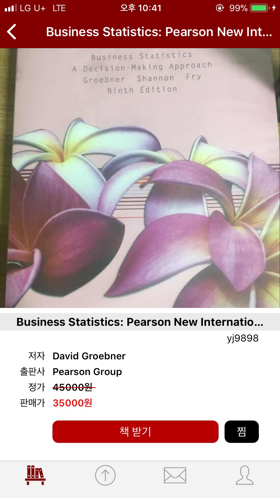 LG U+ LTE 오후 10:41 99%
Business Statistics: Pearson New Int...
Business Statistics
A Decision-Making Approach
Groebner Shannon Fry
Ninth Edition
Business Statistics: Pearson New Internatio...
yj9898
저자 David Groebner
출판사 Pearson Group
정가 45000원
판매가 35000원
책 받기 찜